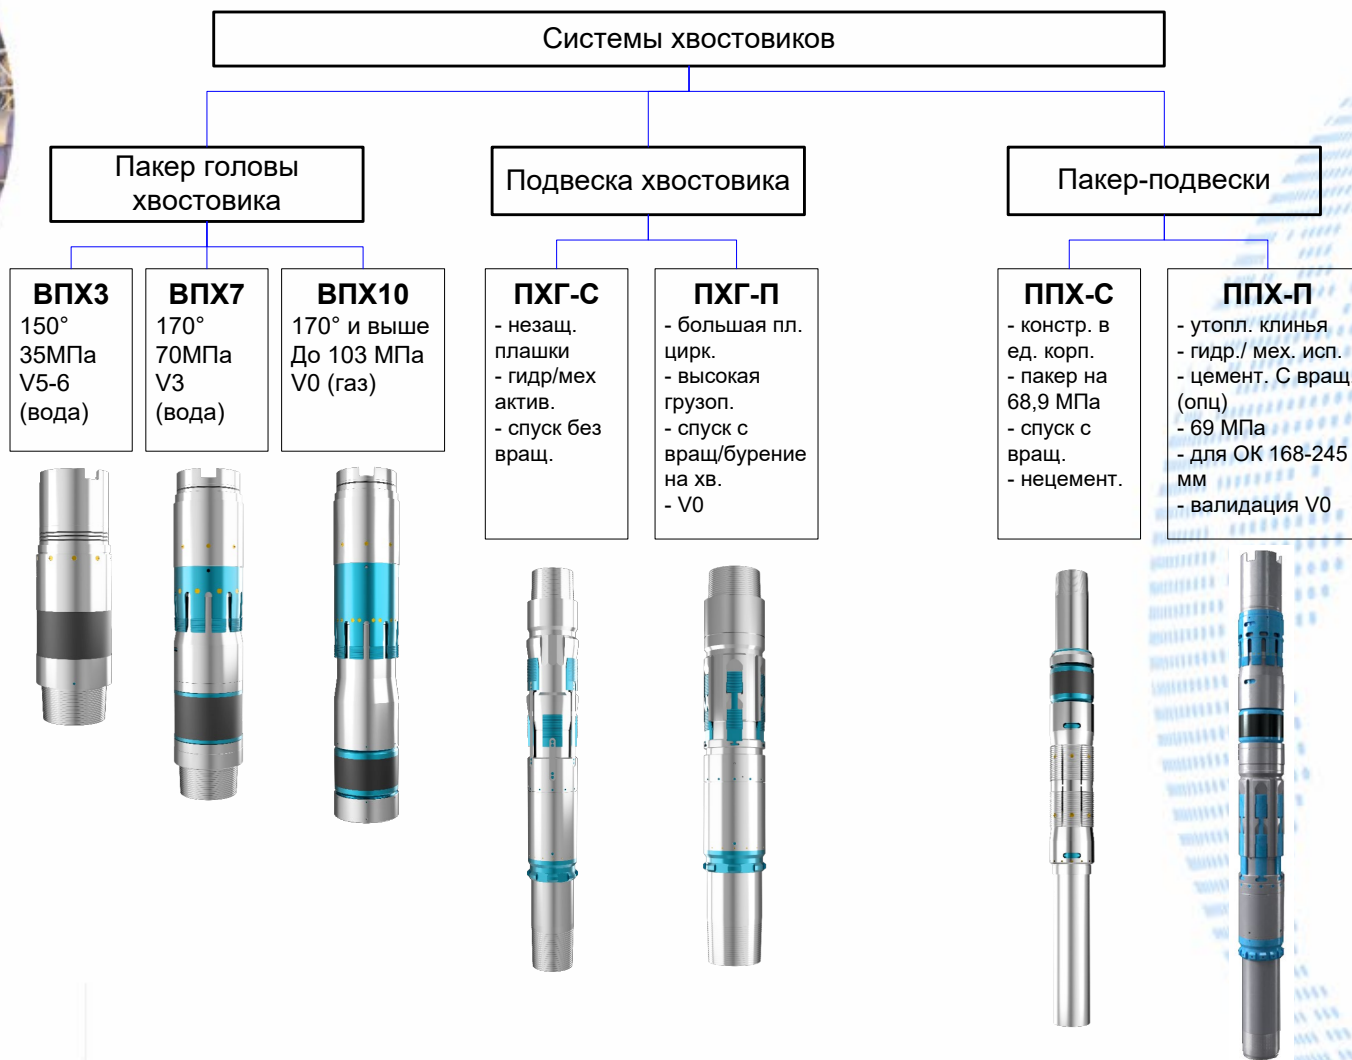 Системы хвостовиков
Пакер головы
хвостовика
Подвеска хвостовика
Пакер-подвески
ВПХ3
150°
35МПа
V5-6
(вода)
ВПХ7
170°
70МПа
V3
(вода)
ВПХ10
170° и выше
До 103 МПа
V0 (газ)
ПХГ-С
- незащ.
плашки
- гидр/мех
актив.
- спуск без
вращ.
ПХГ-П
- большая пл.
цирк.
- высокая
грузоп.
- спуск с
вращ/бурение
на хв.
- V0
ППХ-С
- констр. в
ед. корп.
- пакер на
68,9 МПа
- спуск с
вращ.
- нецемент.
ППХ-П
- утопл. клинья
- гидр./ мех. исп.
- цемент. С вращ.
(опц)
- 69 МПа
- для ОК 168-245
мм
- валидация V0